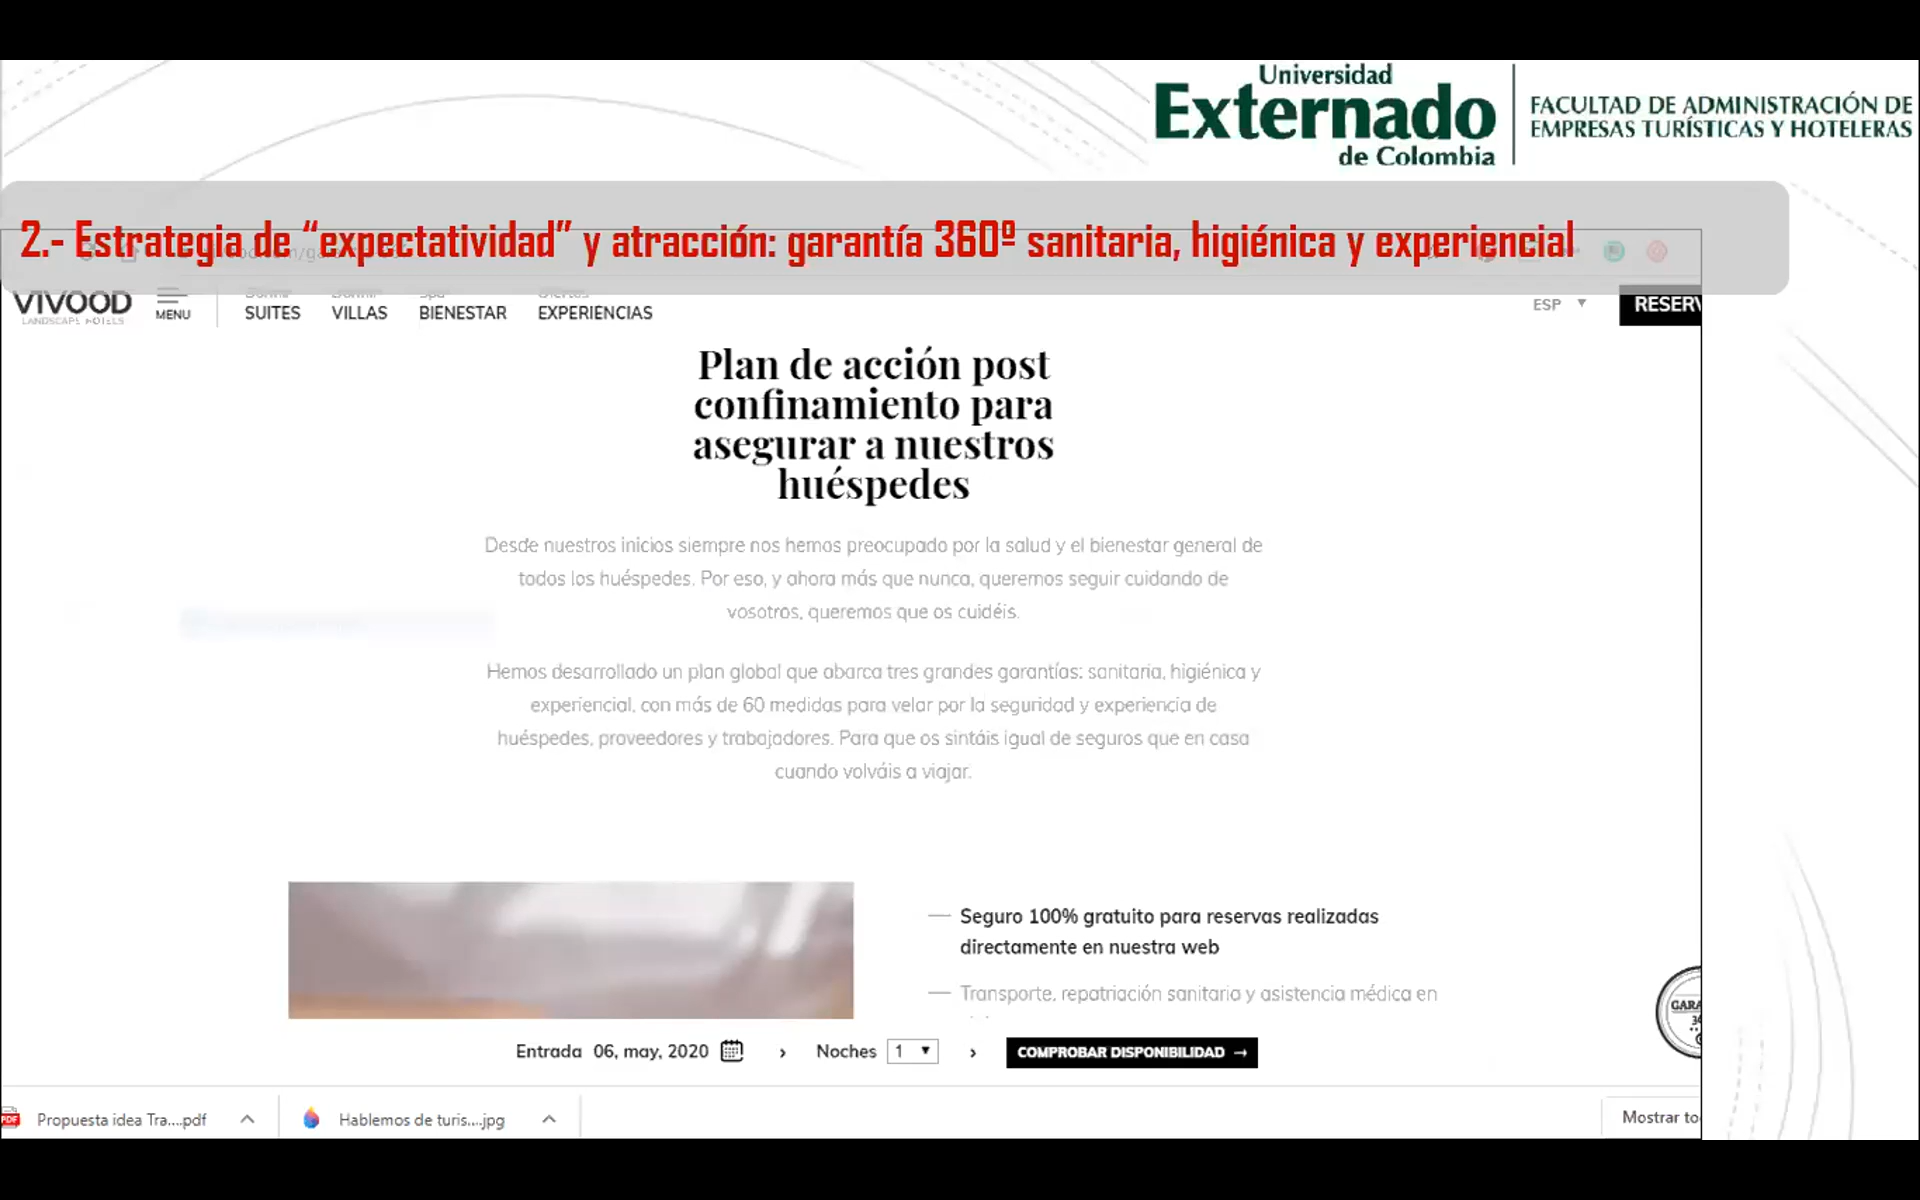 Universidad
Externado
de Colombia
FACULTAD DE ADMINISTRACIÓN DE
EMPRESAS TURÍSTICAS Y HOTELERAS
2.- Estrategia de “expectatividad” y atracción: garantía 360º sanitaria, higiénica y experiencial
VIVOOD
LANDSCAPE HOTELS
MENU
SUITES
VILLAS
BIENESTAR
EXPERIENCIAS
ESP
RESERV
Plan de acción post
confinamiento para
asegurar a nuestros
huéspedes
Desde nuestros inicios siempre nos hemos preocupado por la salud y el bienestar general de
todos los huéspedes. Por eso, y ahora más que nunca, queremos seguir cuidando de
vosotros, queremos que os cuidéis.
Hemos desarrollado un plan global que abarca tres grandes garantías: sanitaria, higiénica y
experiencial, con más de 60 medidas para velar por la seguridad y experiencia de
huéspedes, proveedores y trabajadores. Para que os sintáis igual de seguros que en casa
cuando volváis a viajar.
— Seguro 100% gratuito para reservas realizadas
directamente en nuestra web
— Transporte, repatriación sanitaria y asistencia médica en
GARA
Entrada 06, may, 2020 › Noches 1 › COMPROBAR DISPONIBILIDAD →
PDF Propuesta idea Tra....pdf
Hablemos de turis....jpg
Mostrar to